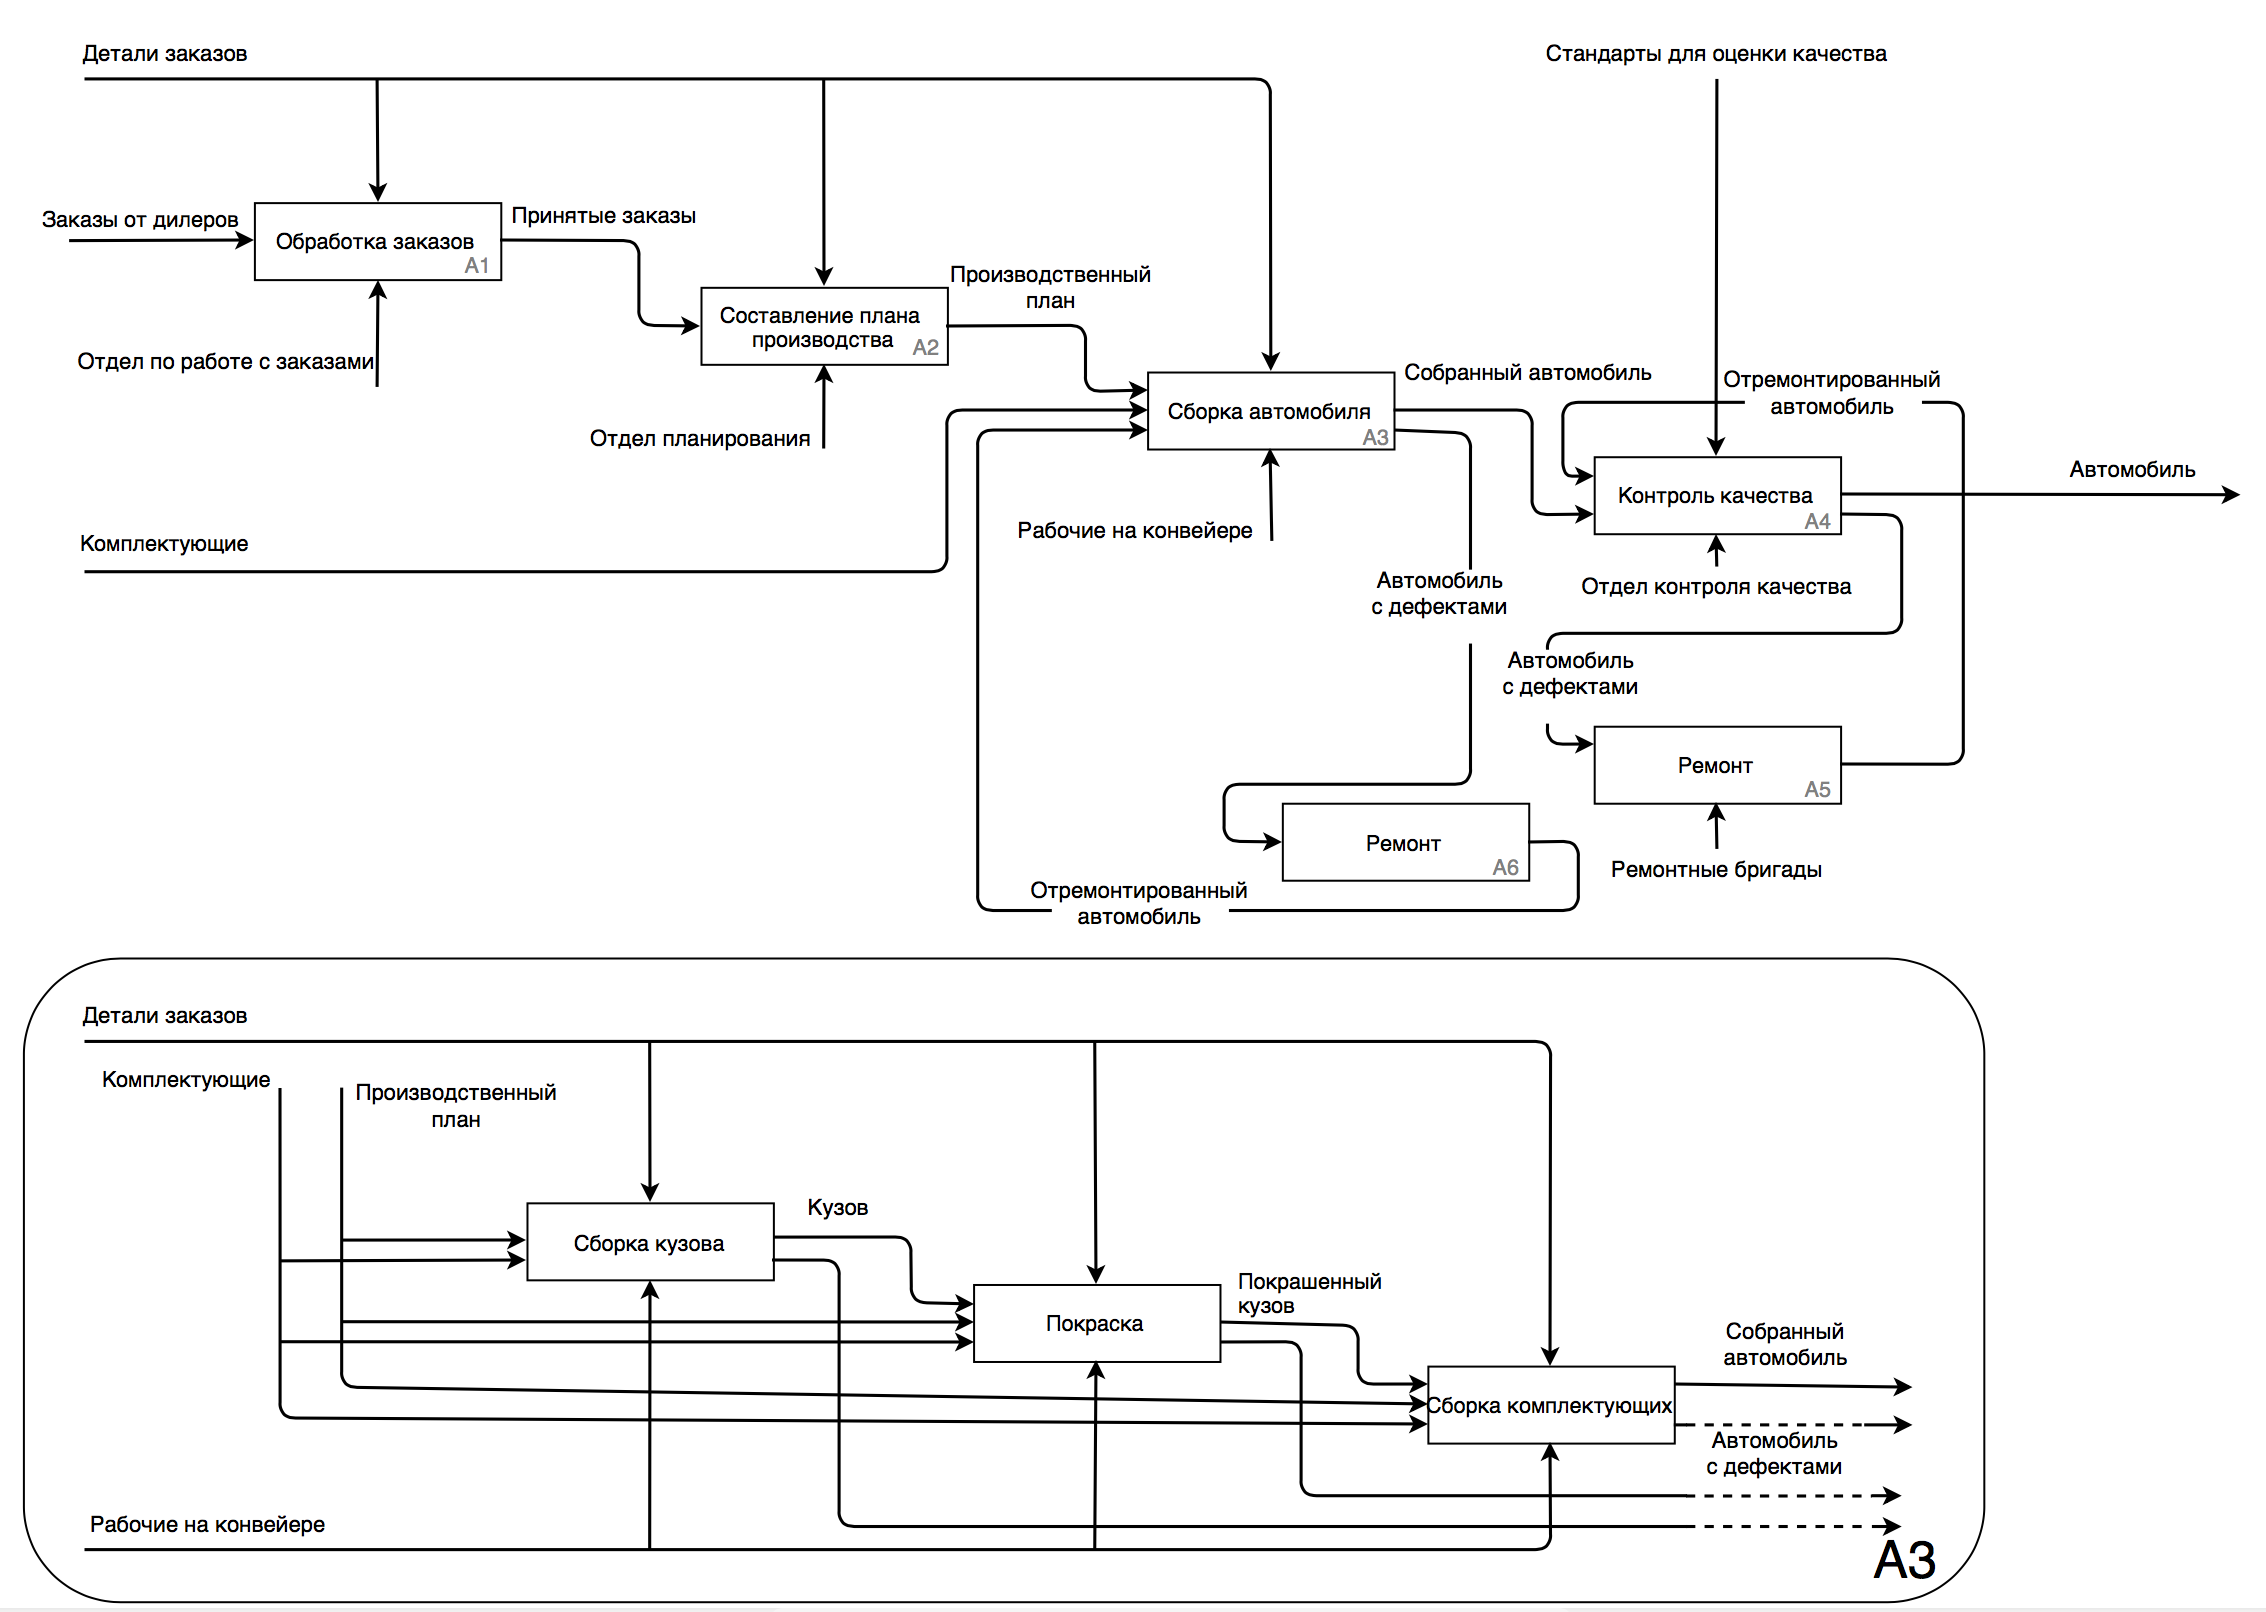 Детали заказов
Стандарты для оценки качества
Заказы от дилеров
Обработка заказов
A1
Принятые заказы
Отдел по работе с заказами
Производственный
план
Составление плана
производства
A2
Отдел планирования
Собранный автомобиль
Отремонтированный
автомобиль
Сборка автомобиля
A3
Рабочие на конвейере
Комплектующие
Автомобиль
Контроль качества
A4
Отдел контроля качества
Автомобиль
с дефектами
Автомобиль
с дефектами
Ремонт
A5
Ремонтные бригады
Ремонт
A6
Отремонтированный
автомобиль
Детали заказов
Комплектующие
Производственный
план
Сборка кузова
Кузов
Покраска
Покрашенный
кузов
Сборка комплектующих
Собранный
автомобиль
Автомобиль
с дефектами
Рабочие на конвейере
A3